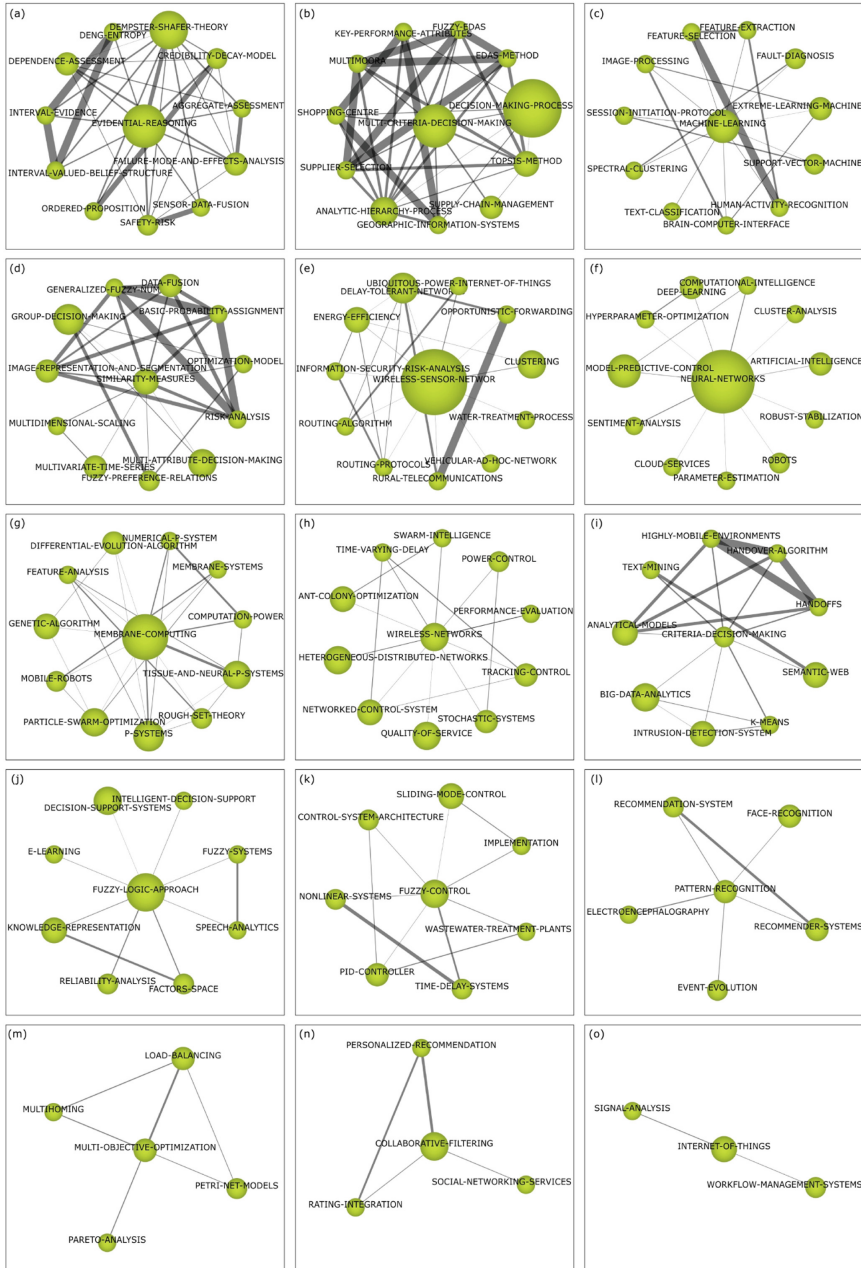 (a)
DEMPSTER-SHAFER-THEORY
DENG-ENTROPY
CREDIBILITY-DECAY-MODEL
DEPENDENCE-ASSESSMENT
AGGREGATE-ASSESSMENT
INTERVAL-EVIDENCE
EVIDENTIAL-REASONING
FAILURE-MODE-AND-EFFECTS-ANALYSIS
INTERVAL-VALUED-BELIEF-STRUCTURE
SENSOR-DATA-FUSION
ORDERED-PROPOSITION
SAFETY-RISK
(b)
FUZZY-EDAS
KEY-PERFORMANCE-ATTRIBUTES
EDAS-METHOD
MULTIMOORA
DECISION-MAKING-PROCESS
SHOPPING-CENTRE
MULTI-CRITERIA-DECISION-MAKING
SUPPLIER-SELECTION
TOPSIS-METHOD
SUPPLY-CHAIN-MANAGEMENT
ANALYTIC-HIERARCHY-PROCESS
GEOGRAPHIC-INFORMATION-SYSTEMS
(c)
FEATURE-EXTRACTION
FEATURE-SELECTION
FAULT-DIAGNOSIS
IMAGE-PROCESSING
EXTREME-LEARNING-MACHINE
SESSION-INITIATION-PROTOCOL
MACHINE-LEARNING
SUPPORT-VECTOR-MACHINE
SPECTRAL-CLUSTERING
HUMAN-ACTIVITY-RECOGNITION
TEXT-CLASSIFICATION
BRAIN-COMPUTER-INTERFACE
(d)
DATA-FUSION
GENERALIZED-FUZZY-NUM
BASIC-PROBABILITY-ASSIGNMENT
GROUP-DECISION-MAKING
OPTIMIZATION-MODEL
IMAGE-REPRESENTATION-AND-SEGMENTATION
SIMILARITY-MEASURES
RISK-ANALYSIS
MULTIDIMENSIONAL-SCALING
MULTI-ATTRIBUTE-DECISION-MAKING
MULTIVARIATE-TIME-SERIES
FUZZY-PREFERENCE-RELATIONS
(e)
UBIQUITOUS-POWER-INTERNET-OF-THINGS
DELAY-TOLERANT-NETWOR
OPPORTUNISTIC-FORWARDING
ENERGY-EFFICIENCY
CLUSTERING
INFORMATION-SECURITY-RISK-ANALYSIS
WIRELESS-SENSOR-NETWOR
WATER-TREATMENT-PROCESS
ROUTING-ALGORITHM
VEHICULAR-AD-HOC-NETWORK
ROUTING-PROTOCOLS
RURAL-TELECOMMUNICATIONS
(f)
COMPUTATIONAL-INTELLIGENCE
DEEP-LEARNING
CLUSTER-ANALYSIS
HYPERPARAMETER-OPTIMIZATION
ARTIFICIAL-INTELLIGENCE
MODEL-PREDICTIVE-CONTROL
NEURAL-NETWORKS
ROBUST-STABILIZATION
SENTIMENT-ANALYSIS
ROBOTS
CLOUD-SERVICES
PARAMETER-ESTIMATION
(g)
NUMERICAL-P-SYSTEM
DIFFERENTIAL-EVOLUTION-ALGORITHM
MEMBRANE-SYSTEMS
FEATURE-ANALYSIS
COMPUTATION-POWER
GENETIC-ALGORITHM
MEMBRANE-COMPUTING
TISSUE-AND-NEURAL-P-SYSTEMS
MOBILE-ROBOTS
ROUGH-SET-THEORY
PARTICLE-SWARM-OPTIMIZATION
P-SYSTEMS
(h)
SWARM-INTELLIGENCE
TIME-VARYING-DELAY
POWER-CONTROL
ANT-COLONY-OPTIMIZATION
PERFORMANCE-EVALUATION
WIRELESS-NETWORKS
HETEROGENEOUS-DISTRIBUTED-NETWORKS
TRACKING-CONTROL
NETWORKED-CONTROL-SYSTEM
STOCHASTIC-SYSTEMS
QUALITY-OF-SERVICE
(i)
HIGHLY-MOBILE-ENVIRONMENTS
HANDOVER-ALGORITHM
TEXT-MINING
HANDOFFS
ANALYTICAL-MODELS
CRITERIA-DECISION-MAKING
SEMANTIC-WEB
BIG-DATA-ANALYTICS
K-MEANS
INTRUSION-DETECTION-SYSTEM
(j)
INTELLIGENT-DECISION-SUPPORT
DECISION-SUPPORT-SYSTEMS
E-LEARNING
FUZZY-SYSTEMS
FUZZY-LOGIC-APPROACH
KNOWLEDGE-REPRESENTATION
SPEECH-ANALYTICS
RELIABILITY-ANALYSIS
FACTORS-SPACE
(k)
SLIDING-MODE-CONTROL
CONTROL-SYSTEM-ARCHITECTURE
IMPLEMENTATION
NONLINEAR-SYSTEMS
FUZZY-CONTROL
WASTEWATER-TREATMENT-PLANTS
PID-CONTROLLER
TIME-DELAY-SYSTEMS
(l)
RECOMMENDATION-SYSTEM
FACE-RECOGNITION
PATTERN-RECOGNITION
ELECTROENCEPHALOGRAPHY
RECOMMENDER-SYSTEMS
EVENT-EVOLUTION
(m)
LOAD-BALANCING
MULTIHOMING
MULTI-OBJECTIVE-OPTIMIZATION
PETRI-NET-MODELS
PARETO-ANALYSIS
(n)
PERSONALIZED-RECOMMENDATION
COLLABORATIVE-FILTERING
SOCIAL-NETWORKING-SERVICES
RATING-INTEGRATION
(o)
SIGNAL-ANALYSIS
INTERNET-OF-THINGS
WORKFLOW-MANAGEMENT-SYSTEMS